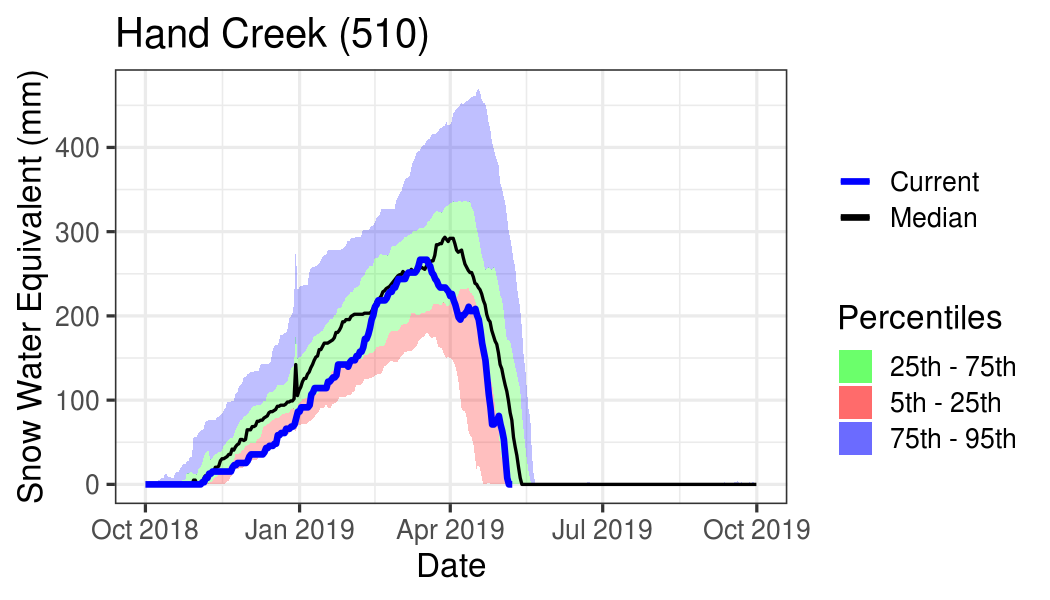 Hand Creek (510)
Snow Water Equivalent (mm)
400
300
200
100
0
Oct 2018
Jan 2019
Apr 2019
Jul 2019
Oct 2019
Date
Current
Median
Percentiles
25th - 75th
5th - 25th
75th - 95th